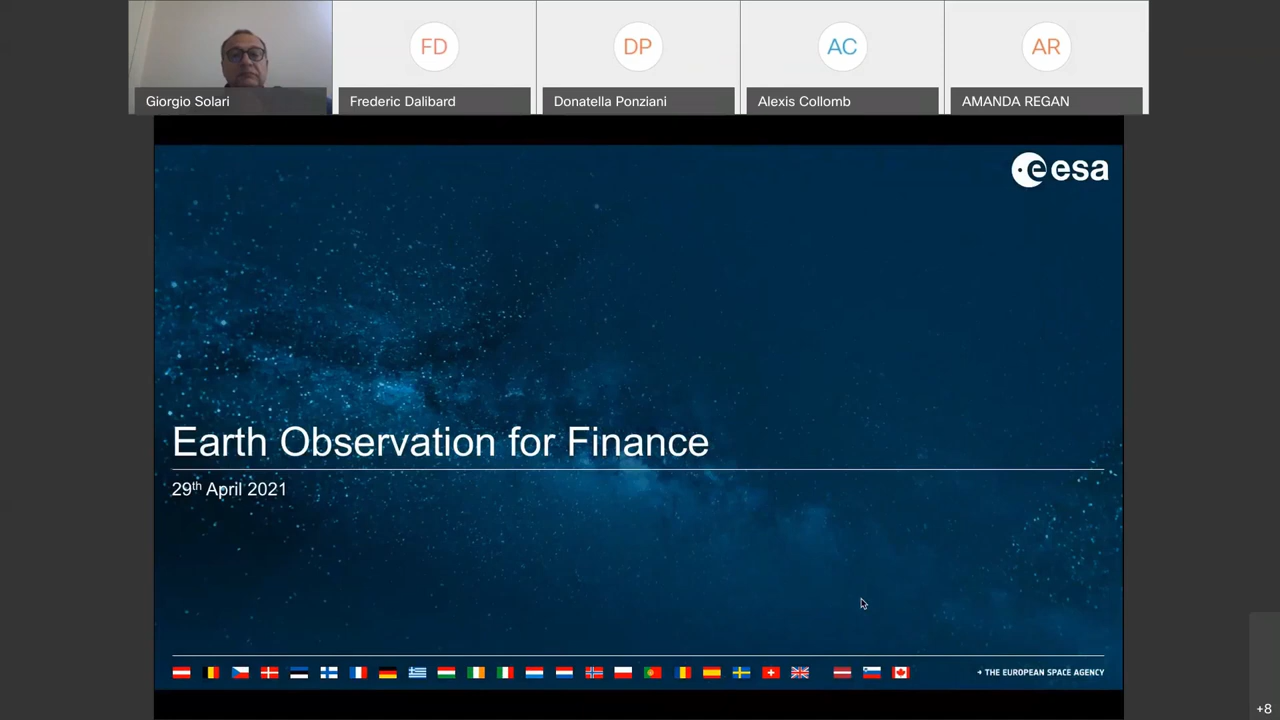 FD
DP
AC
AR
Giorgio Solari
Frederic Dalibard
Donatella Ponziani
Alexis Collomb
AMANDA REGAN
esa
Earth Observation for Finance
29th April 2021
→ THE EUROPEAN SPACE AGENCY
+8